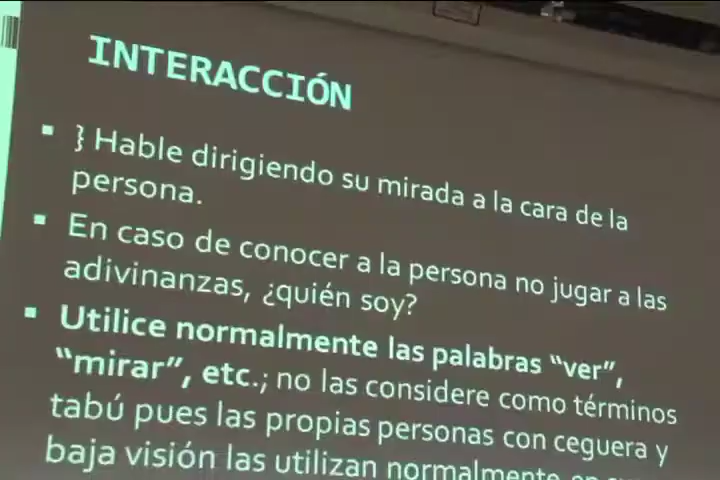 INTERACCIÓN
▪ } Hable dirigiendo su mirada a la cara de la
persona.
▪ En caso de conocer a la persona no jugar a las
adivinanzas, ¿quién soy?
▪ Utilice normalmente las palabras “ver”,
“mirar”, etc.; no las considere como términos
tabú pues las propias personas con ceguera y
baja visión las utilizan normalmente en